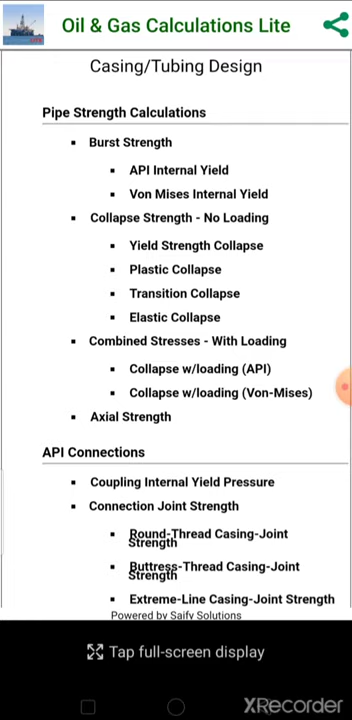 Oil & Gas Calculations Lite
Casing/Tubing Design
Pipe Strength Calculations
Burst Strength
API Internal Yield
Von Mises Internal Yield
Collapse Strength - No Loading
Yield Strength Collapse
Plastic Collapse
Transition Collapse
Elastic Collapse
Combined Stresses - With Loading
Collapse w/loading (API)
Collapse w/loading (Von-Mises)
Axial Strength
API Connections
Coupling Internal Yield Pressure
Connection Joint Strength
Round-Thread Casing-Joint
Strength
Buttress-Thread Casing-Joint
Strength
Extreme-Line Casing-Joint Strength
Powered by Saify Solutions
Tap full-screen display
XRecorder